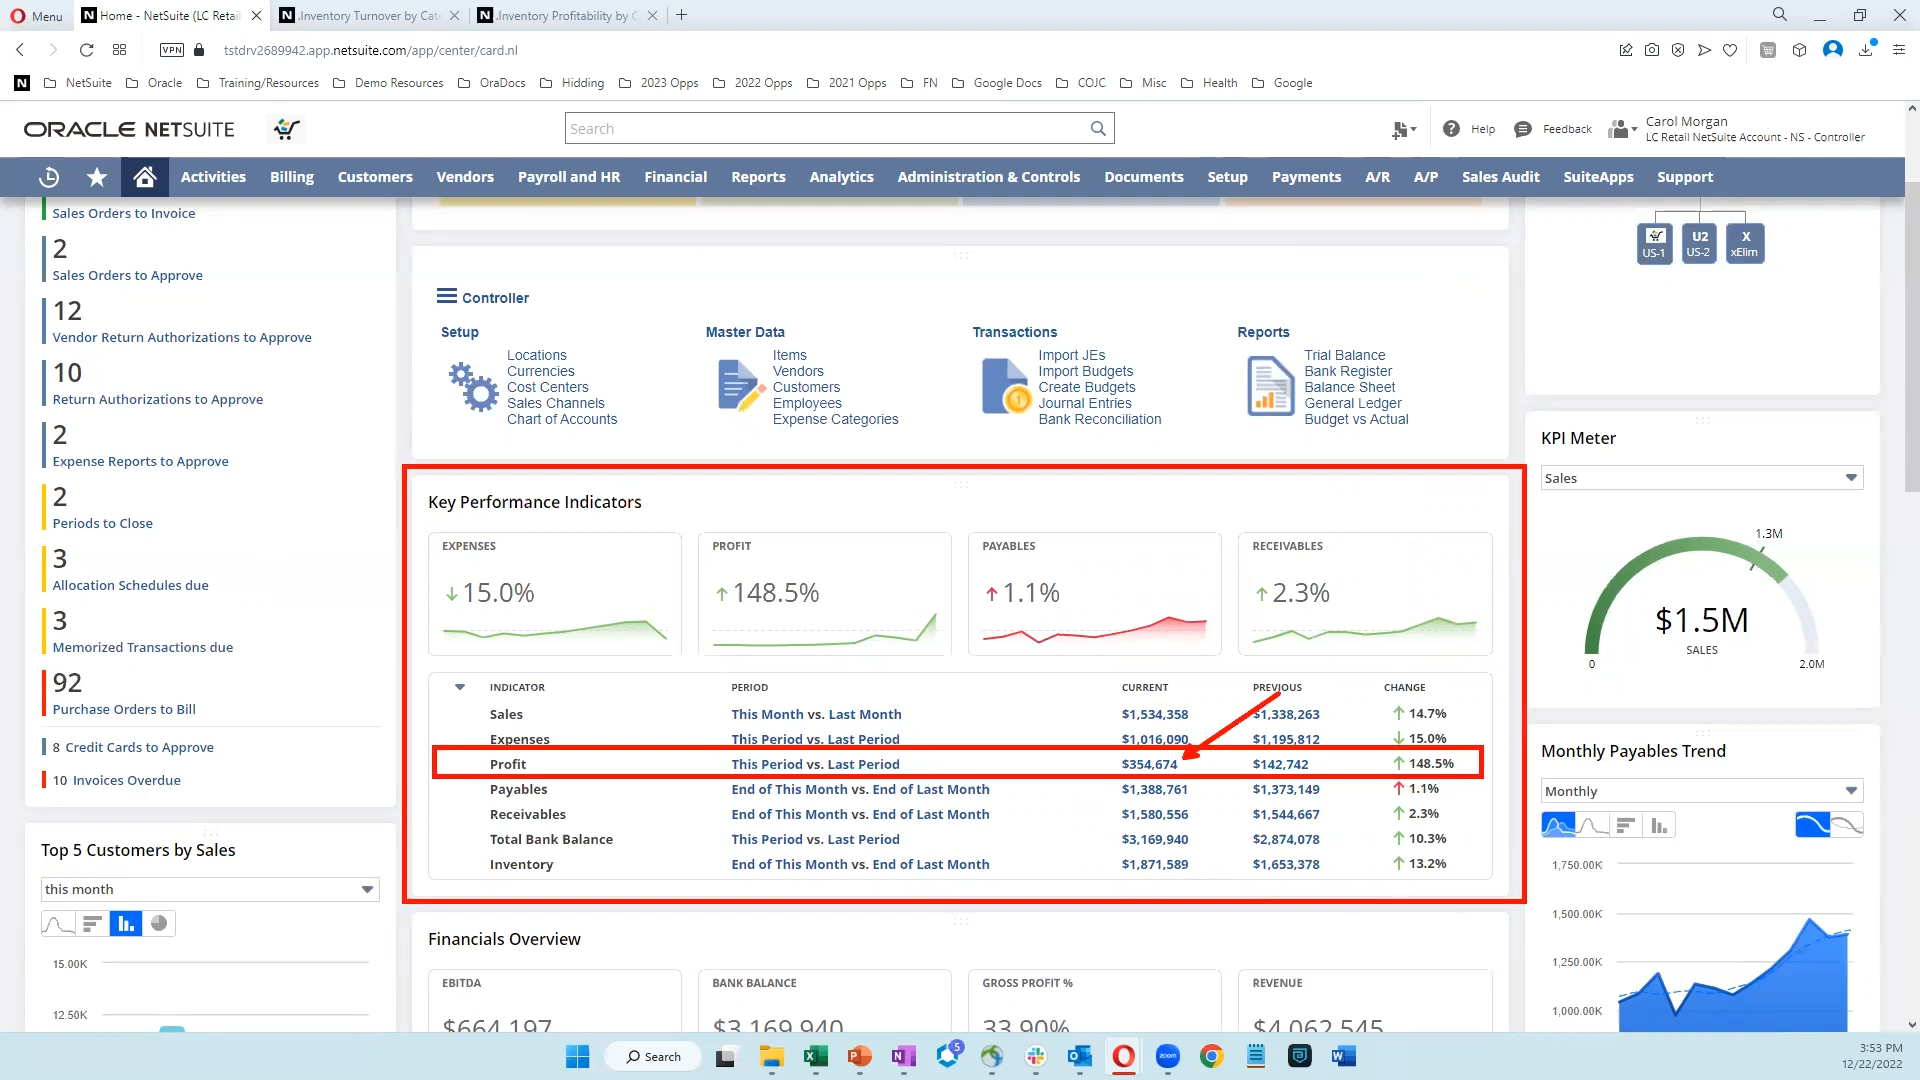 Menu
Home - NetSuite (LC Retail
.Inventory Turnover by Cate
.Inventory Profitability by C
VPN
tstdrv2689942.app.netsuite.com/app/center/card.nl
N NetSuite Oracle Training/Resources Demo Resources OraDocs Hidding 2023 Opps 2022 Opps 2021 Opps FN Google Docs COJC Misc Health Google
ORACLE NETSUITE
Search
Help
Feedback
Carol Morgan
LC Retail NetSuite Account - NS - Controller
Activities Billing Customers Vendors Payroll and HR Financial Reports Analytics Administration & Controls Documents Setup Payments A/R A/P Sales Audit SuiteApps Support
Sales Orders to Invoice
2
Sales Orders to Approve
12
Vendor Return Authorizations to Approve
10
Return Authorizations to Approve
2
Expense Reports to Approve
2
Periods to Close
3
Allocation Schedules due
3
Memorized Transactions due
92
Purchase Orders to Bill
8 Credit Cards to Approve
10 Invoices Overdue
Top 5 Customers by Sales
this month
15.00K
12.50K
Controller
Setup
Locations
Currencies
Cost Centers
Sales Channels
Chart of Accounts
Master Data
Items
Vendors
Customers
Employees
Expense Categories
Transactions
Import JEs
Import Budgets
Create Budgets
Journal Entries
Bank Reconciliation
Reports
Trial Balance
Bank Register
Balance Sheet
General Ledger
Budget vs Actual
Key Performance Indicators
EXPENSES
15.0%
PROFIT
148.5%
PAYABLES
1.1%
RECEIVABLES
2.3%
INDICATOR PERIOD CURRENT PREVIOUS CHANGE
Sales This Month vs. Last Month $1,534,358 $1,338,263 14.7%
Expenses This Period vs. Last Period $1,016,090 $1,195,812 15.0%
Profit This Period vs. Last Period $354,674 $142,742 148.5%
Payables End of This Month vs. End of Last Month $1,388,761 $1,373,149 1.1%
Receivables End of This Month vs. End of Last Month $1,580,556 $1,544,667 2.3%
Total Bank Balance This Period vs. Last Period $3,169,940 $2,874,078 10.3%
Inventory End of This Month vs. End of Last Month $1,871,589 $1,653,378 13.2%
Financials Overview
EBITDA
$664,197
BANK BALANCE
$3,169,940
GROSS PROFIT %
33.90%
REVENUE
$4,062,545
US-1
U2
US-2
X
xElim
KPI Meter
Sales
1.3M
$1.5M
SALES
0
2.0M
Monthly Payables Trend
Monthly
1,750.00K
1,500.00K
1,250.00K
1,000.00K
Search
5
zoom
3:53 PM
12/22/2022